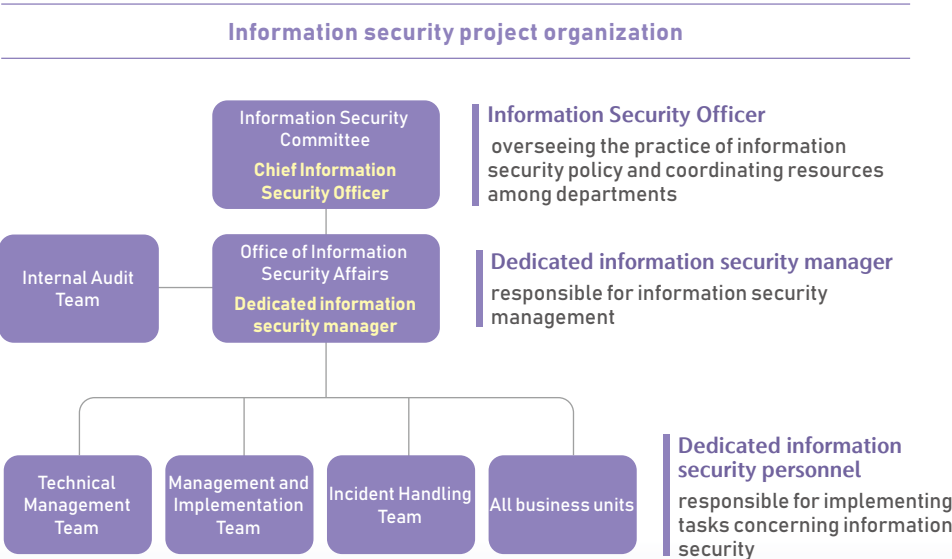 Information security project organization
Information Security
Committee
Chief Information
Security Officer
Information Security Officer
overseeing the practice of information
security policy and coordinating resources
among departments
Internal Audit
Team
Office of Information
Security Affairs
Dedicated information
security manager
Dedicated information security manager
responsible for information security
management
Technical
Management
Team
Management and
Implementation
Team
Incident Handling
Team
All business units
Dedicated information
security personnel
responsible for implementing
tasks concerning information
security